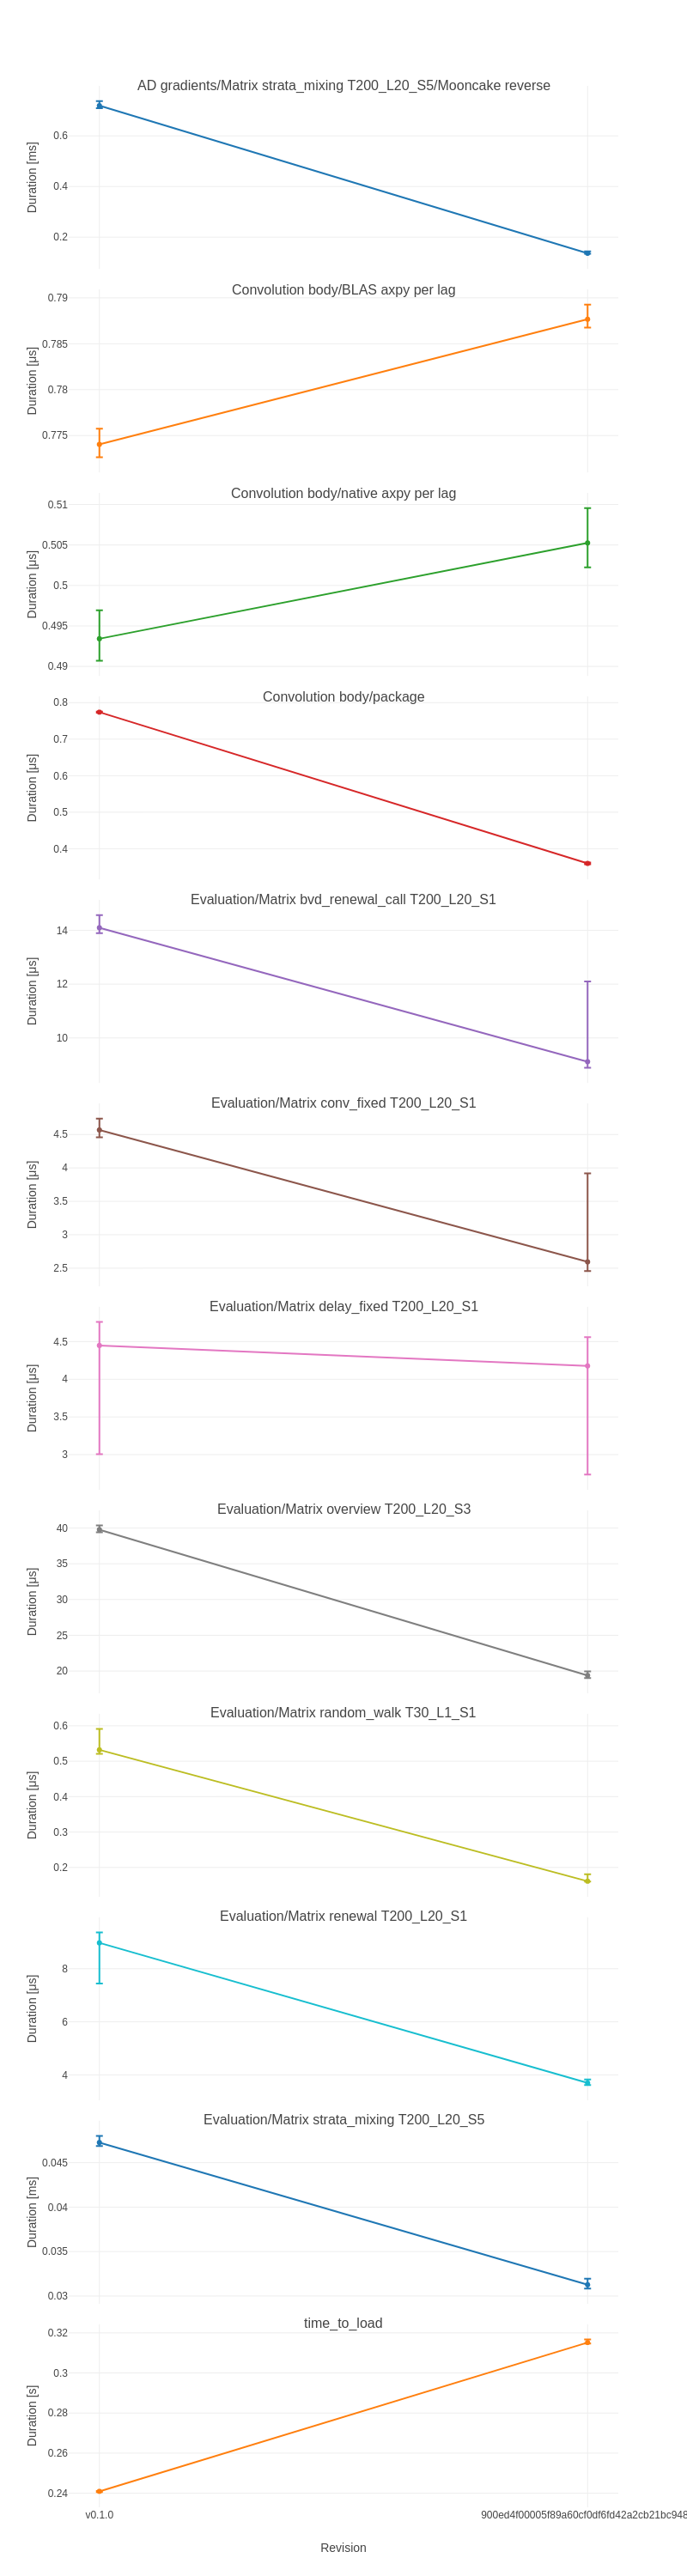 AD gradients/Matrix strata_mixing T200_L20_S5/Mooncake reverse
Duration [ms]
0.6
0.4
0.2
Convolution body/BLAS axpy per lag
Duration [μs]
0.79
0.785
0.78
0.775
Convolution body/native axpy per lag
Duration [μs]
0.51
0.505
0.5
0.495
0.49
Convolution body/package
Duration [μs]
0.8
0.7
0.6
0.5
0.4
Evaluation/Matrix bvd_renewal_call T200_L20_S1
Duration [μs]
14
12
10
Evaluation/Matrix conv_fixed T200_L20_S1
Duration [μs]
4.5
4
3.5
3
2.5
Evaluation/Matrix delay_fixed T200_L20_S1
Duration [μs]
4.5
4
3.5
3
Evaluation/Matrix overview T200_L20_S3
Duration [μs]
40
35
30
25
20
Evaluation/Matrix random_walk T30_L1_S1
Duration [μs]
0.6
0.5
0.4
0.3
0.2
Evaluation/Matrix renewal T200_L20_S1
Duration [μs]
8
6
4
Evaluation/Matrix strata_mixing T200_L20_S5
Duration [ms]
0.045
0.04
0.035
0.03
time_to_load
Duration [s]
0.32
0.3
0.28
0.26
0.24
v0.1.0
900ed4f00005f89a60cf0df6fd42a2cb21bc948
Revision